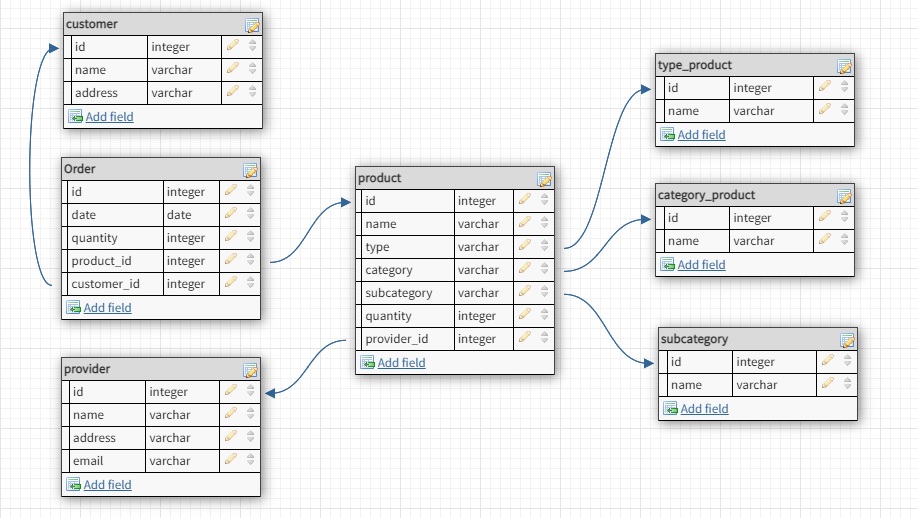 customer
id integer
name varchar
address varchar
Add field
Order
id integer
date date
quantity integer
product_id integer
customer_id integer
Add field
provider
id integer
name varchar
address varchar
email varchar
Add field
product
id integer
name varchar
type varchar
category varchar
subcategory varchar
quantity integer
provider_id integer
Add field
type_product
id integer
name varchar
Add field
category_product
id integer
name varchar
Add field
subcategory
id integer
name varchar
Add field